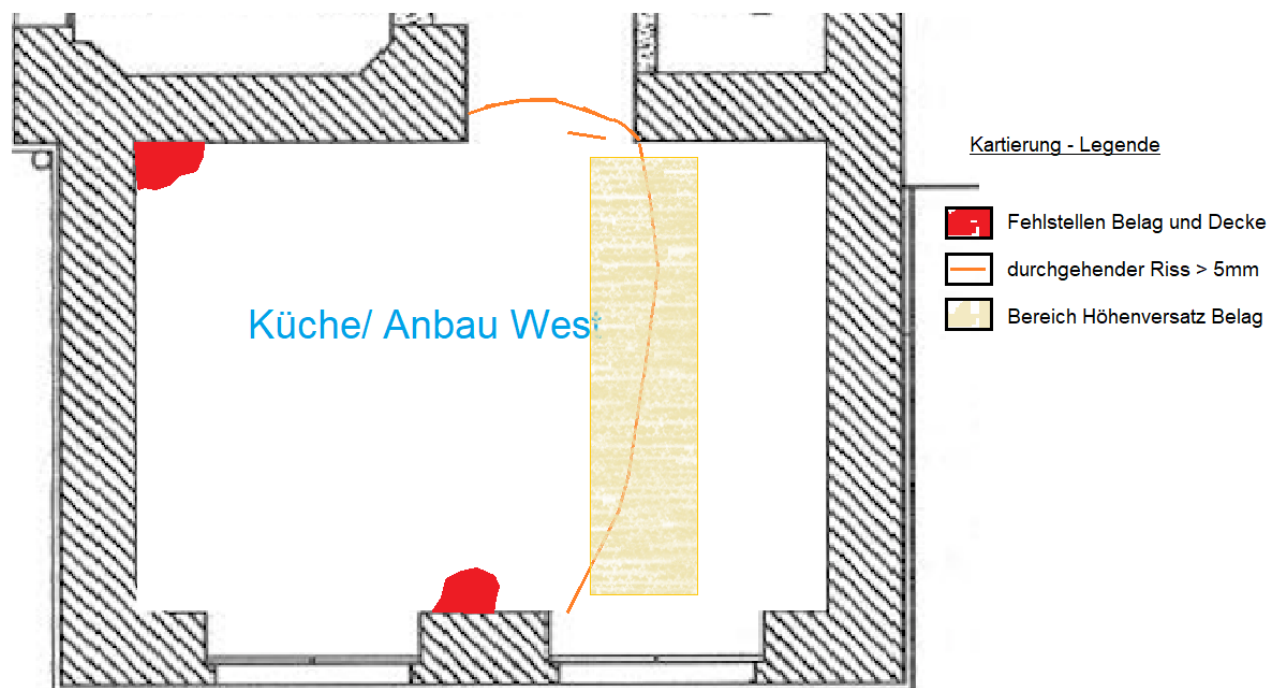 Kartierung - Legende
Fehlstellen Belag und Decke
durchgehender Riss > 5mm
Bereich Höhenversatz Belag
Küche/ Anbau West